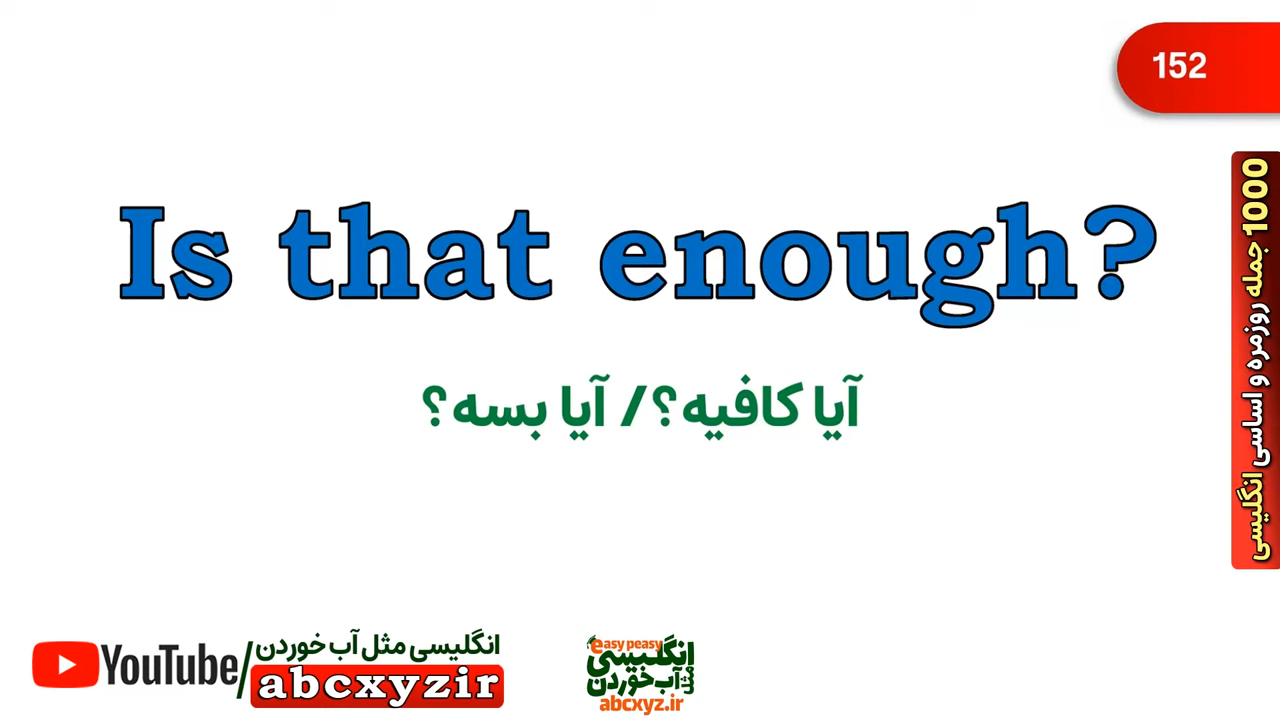 152
Is that enough?
آیا کافیه؟/ آیا بسه؟
1000 جمله روزمره و اساسی انگلیسی
YouTube/
انگلیسی مثل آب خوردن
abcxyzir
easy peasy
انگلیسی
مثل
آب خوردن
abcxyz.ir